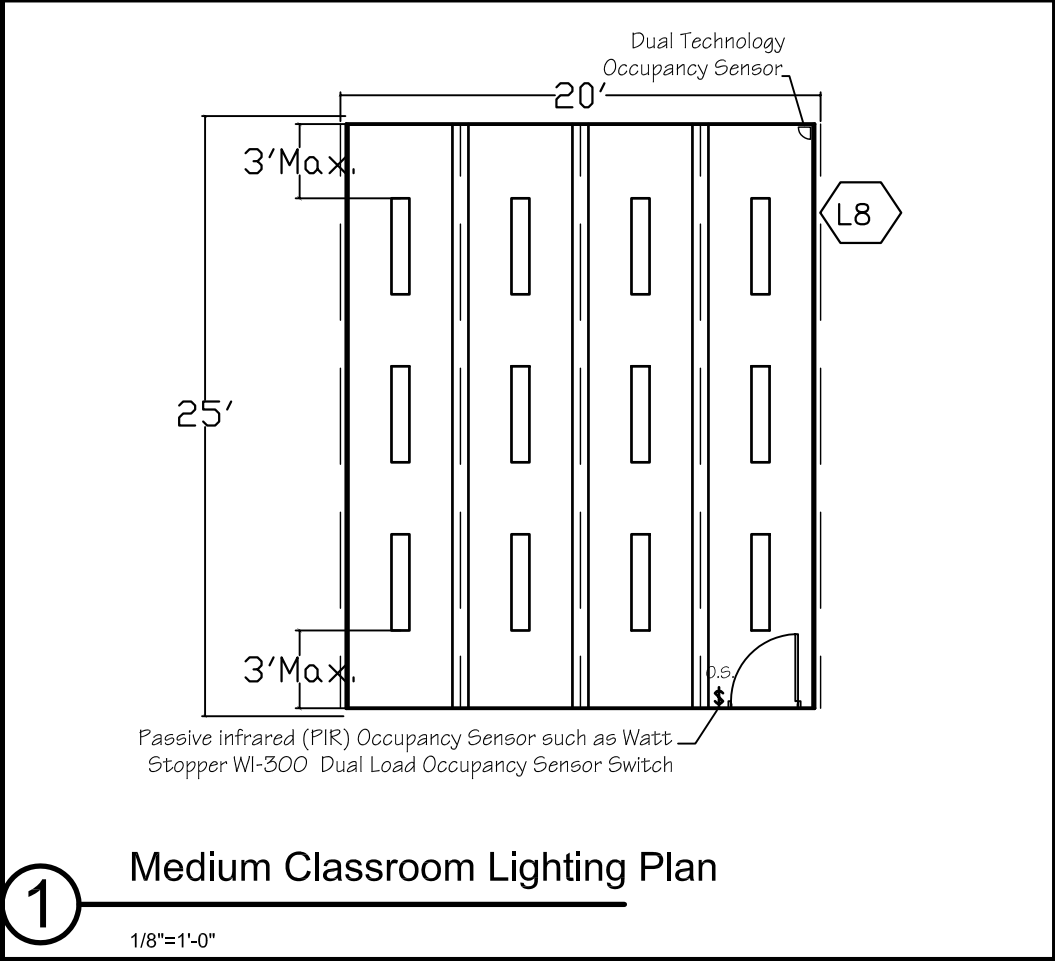 Dual Technology
Occupancy Sensor
20'
3'Max.
L8
25'
3'Max.
O.S.
$
Passive infrared (PIR) Occupancy Sensor such as Watt
Stopper WI-300 Dual Load Occupancy Sensor Switch
Medium Classroom Lighting Plan
1
1/8"=1'-0"